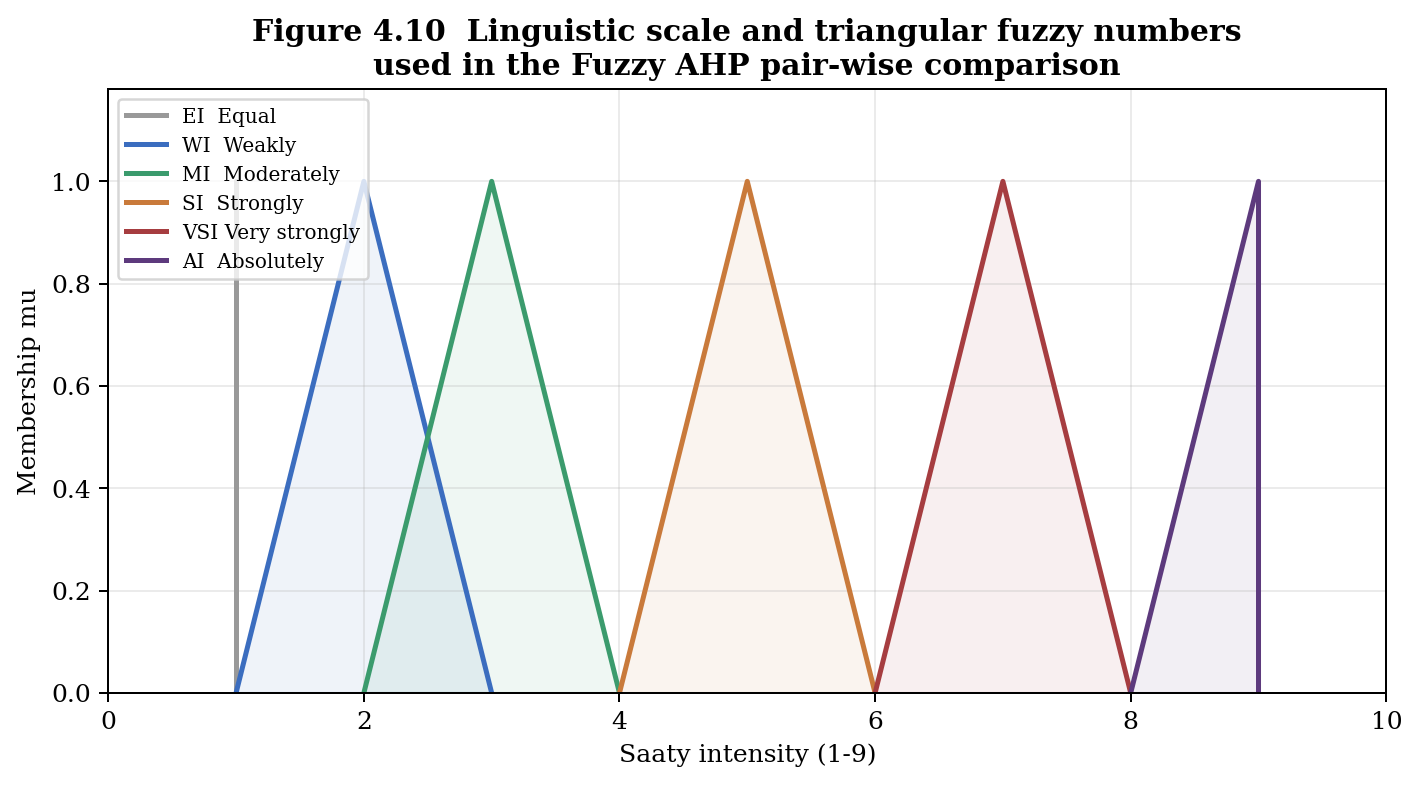 Figure 4.10  Linguistic scale and triangular fuzzy numbers
used in the Fuzzy AHP pair-wise comparison
EI  Equal
WI  Weakly
MI  Moderately
SI  Strongly
VSI Very strongly
AI  Absolutely
Membership mu
1.0
0.8
0.6
0.4
0.2
0.0
0 2 4 6 8 10
Saaty intensity (1-9)